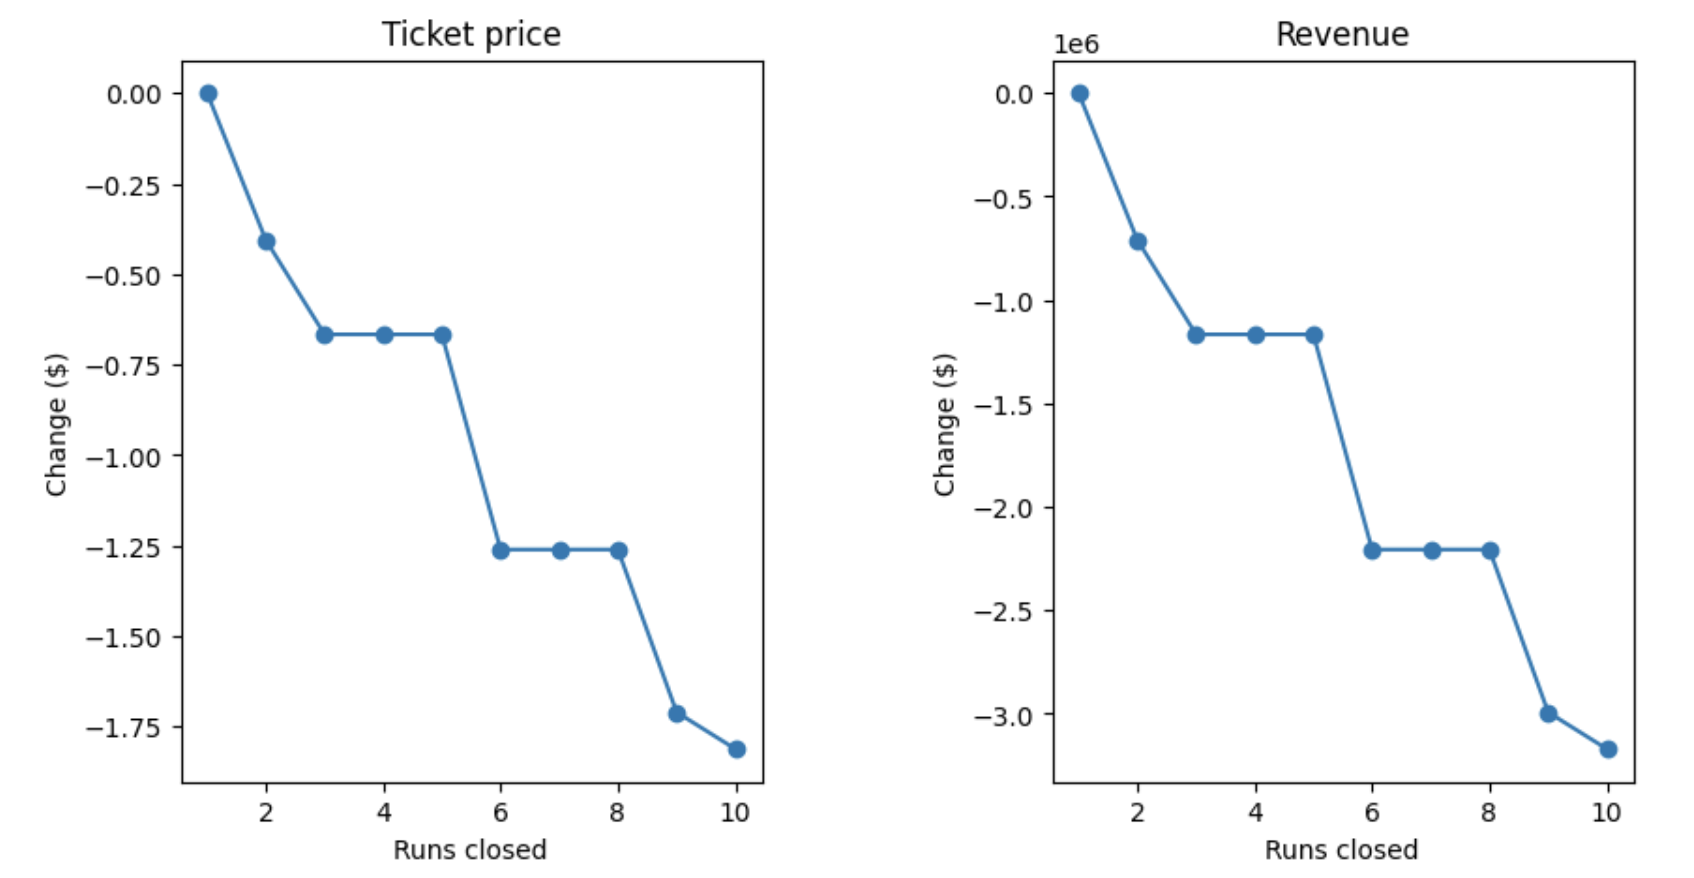 Ticket price
0.00
−0.25
−0.50
−0.75
−1.00
−1.25
−1.50
−1.75
Change ($)
2 4 6 8 10
Runs closed
Revenue
1e6
0.0
−0.5
−1.0
−1.5
−2.0
−2.5
−3.0
Change ($)
2 4 6 8 10
Runs closed